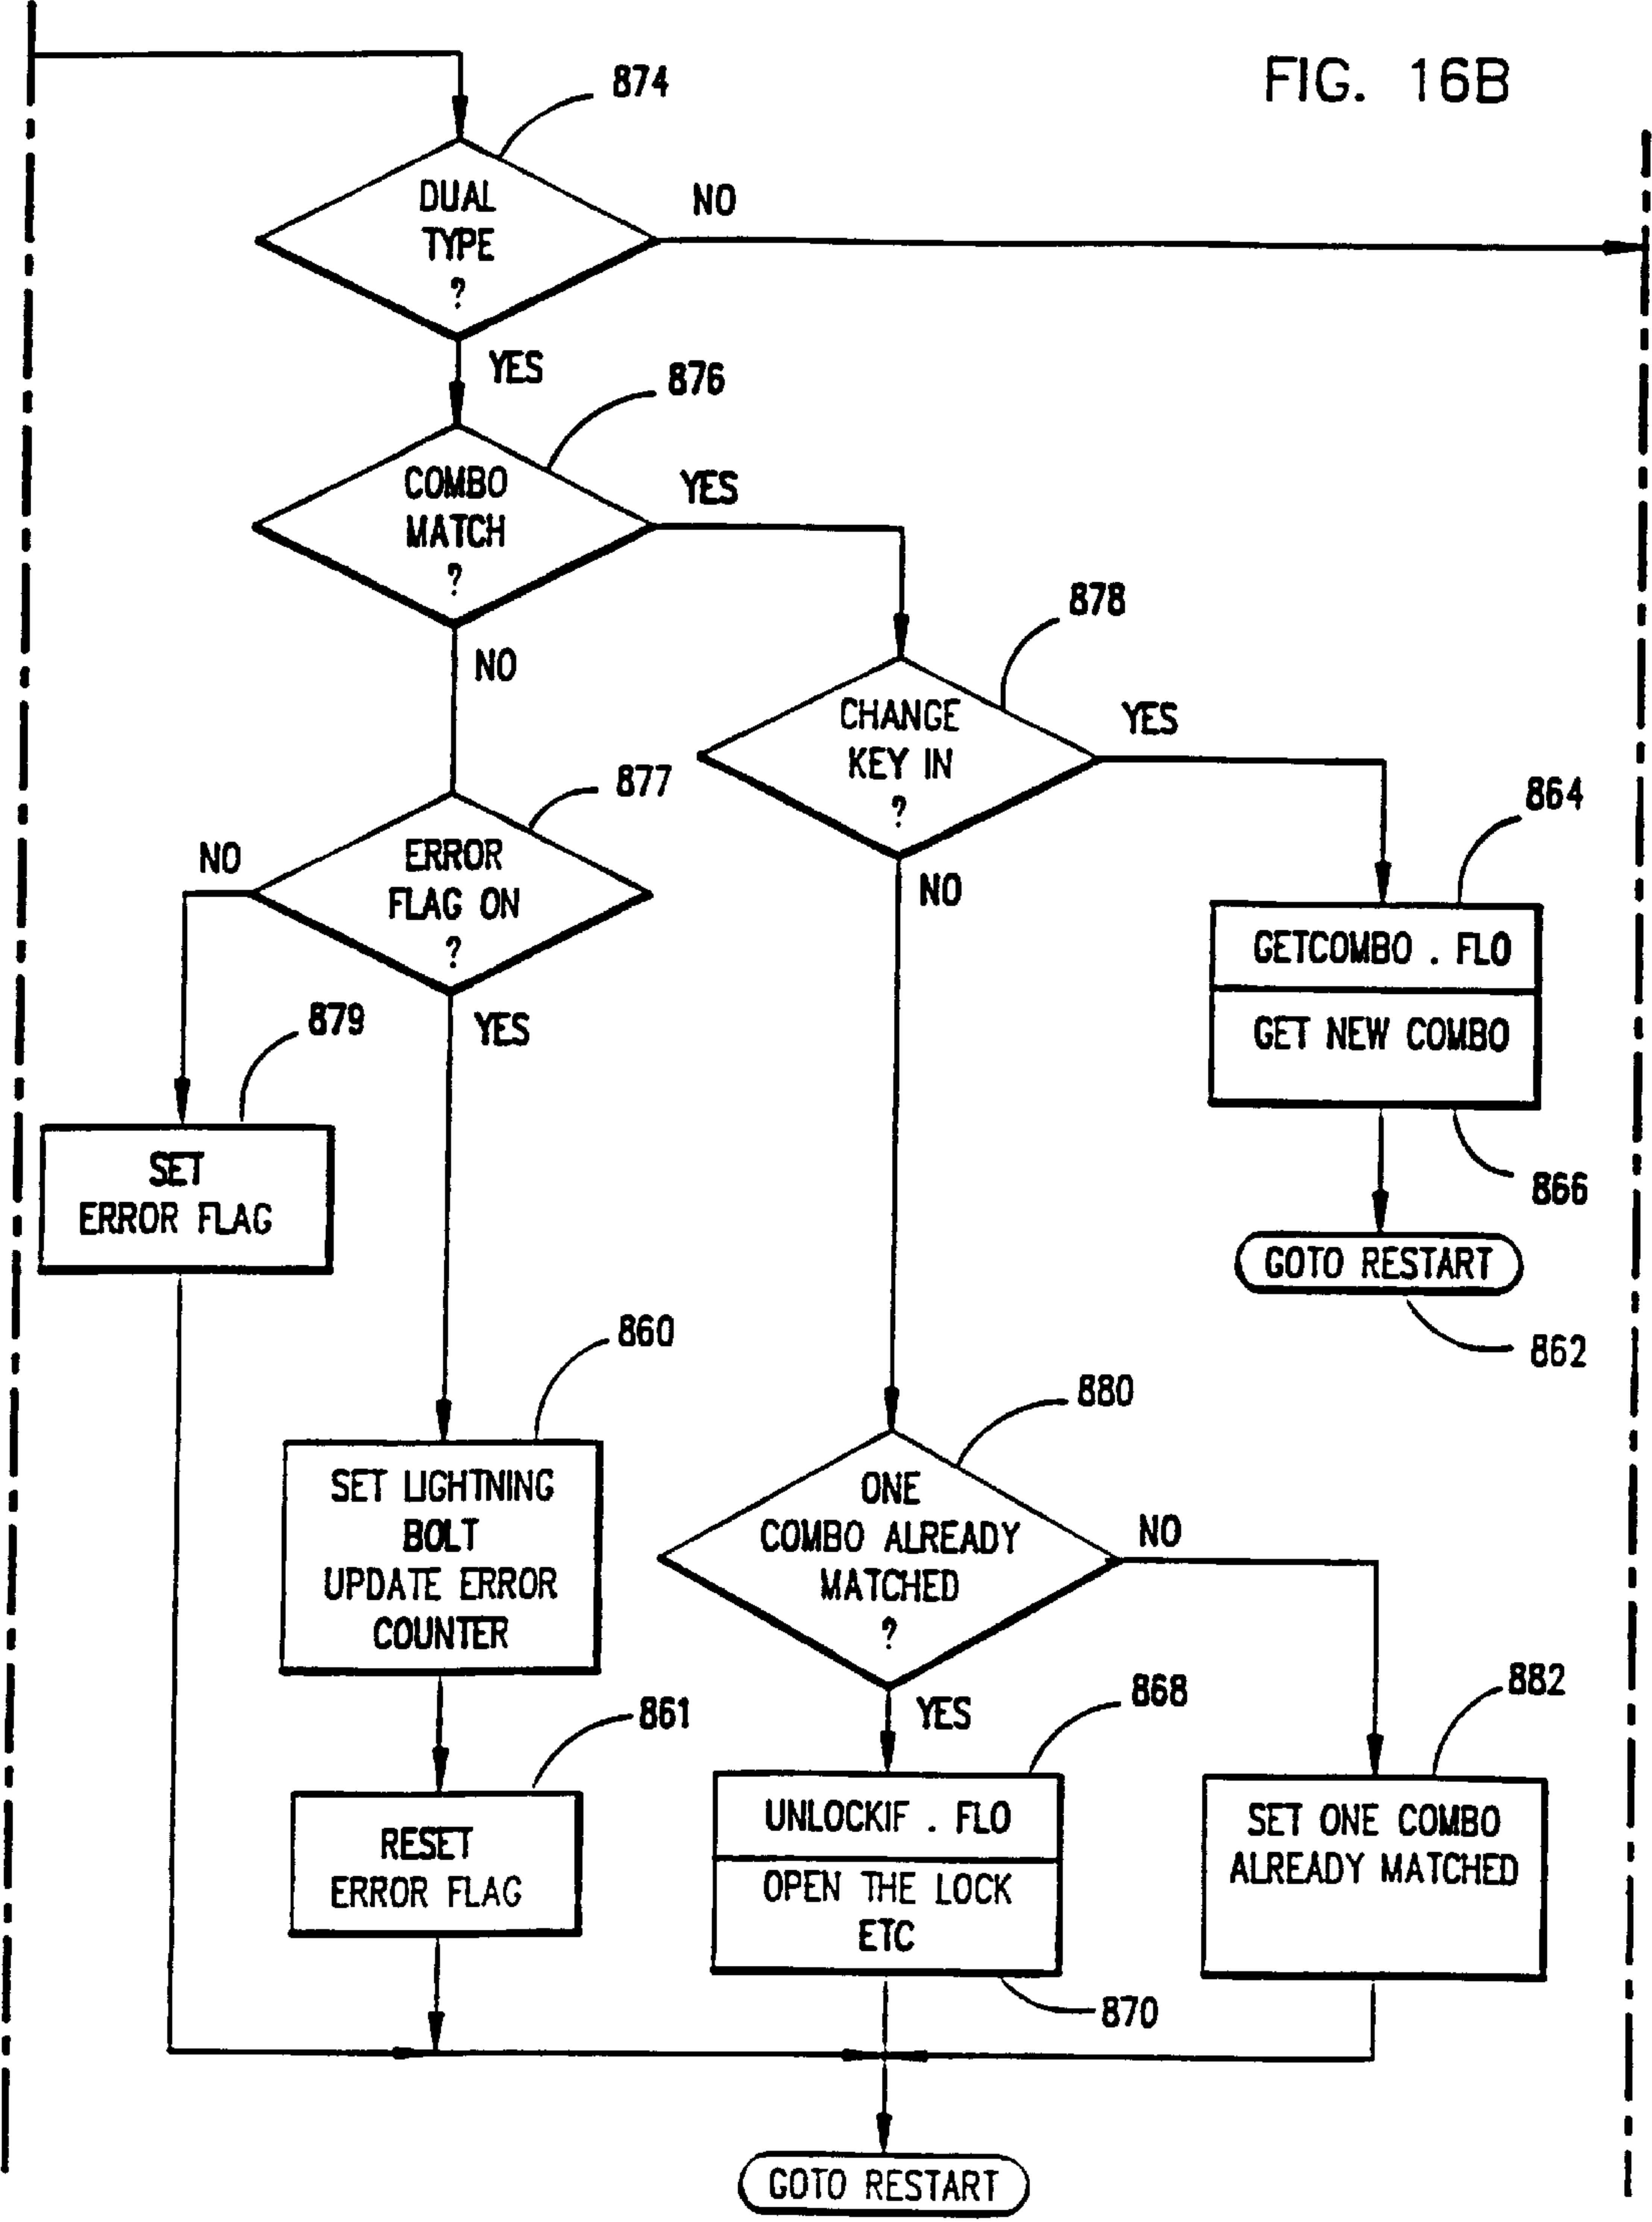 FIG. 16B
874
DUAL
TYPE
?
NO
YES
876
COMBO
MATCH
?
YES
NO
878
CHANGE
KEY IN
?
YES
NO
877
ERROR
FLAG ON
?
NO
YES
864
GETCOMBO . FLO
GET NEW COMBO
866
GOTO RESTART
862
879
SET
ERROR FLAG
860
SET LIGHTNING
BOLT
UPDATE ERROR
COUNTER
880
ONE
COMBO ALREADY
MATCHED
?
NO
YES
861
RESET
ERROR FLAG
868
UNLOCKIF . FLO
OPEN THE LOCK
ETC
870
882
SET ONE COMBO
ALREADY MATCHED
GOTO RESTART